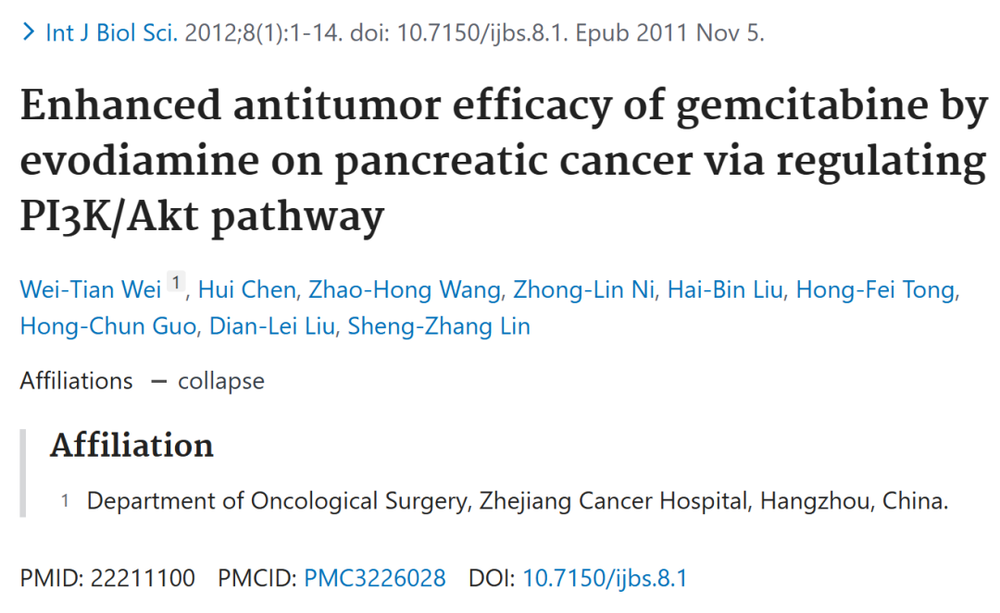 > Int J Biol Sci. 2012;8(1):1-14. doi: 10.7150/ijbs.8.1. Epub 2011 Nov 5.
Enhanced antitumor efficacy of gemcitabine by
evodiamine on pancreatic cancer via regulating
PI3K/Akt pathway
Wei-Tian Wei 1, Hui Chen, Zhao-Hong Wang, Zhong-Lin Ni, Hai-Bin Liu, Hong-Fei Tong,
Hong-Chun Guo, Dian-Lei Liu, Sheng-Zhang Lin
Affiliations — collapse
Affiliation
1 Department of Oncological Surgery, Zhejiang Cancer Hospital, Hangzhou, China.
PMID: 22211100 PMCID: PMC3226028 DOI: 10.7150/ijbs.8.1